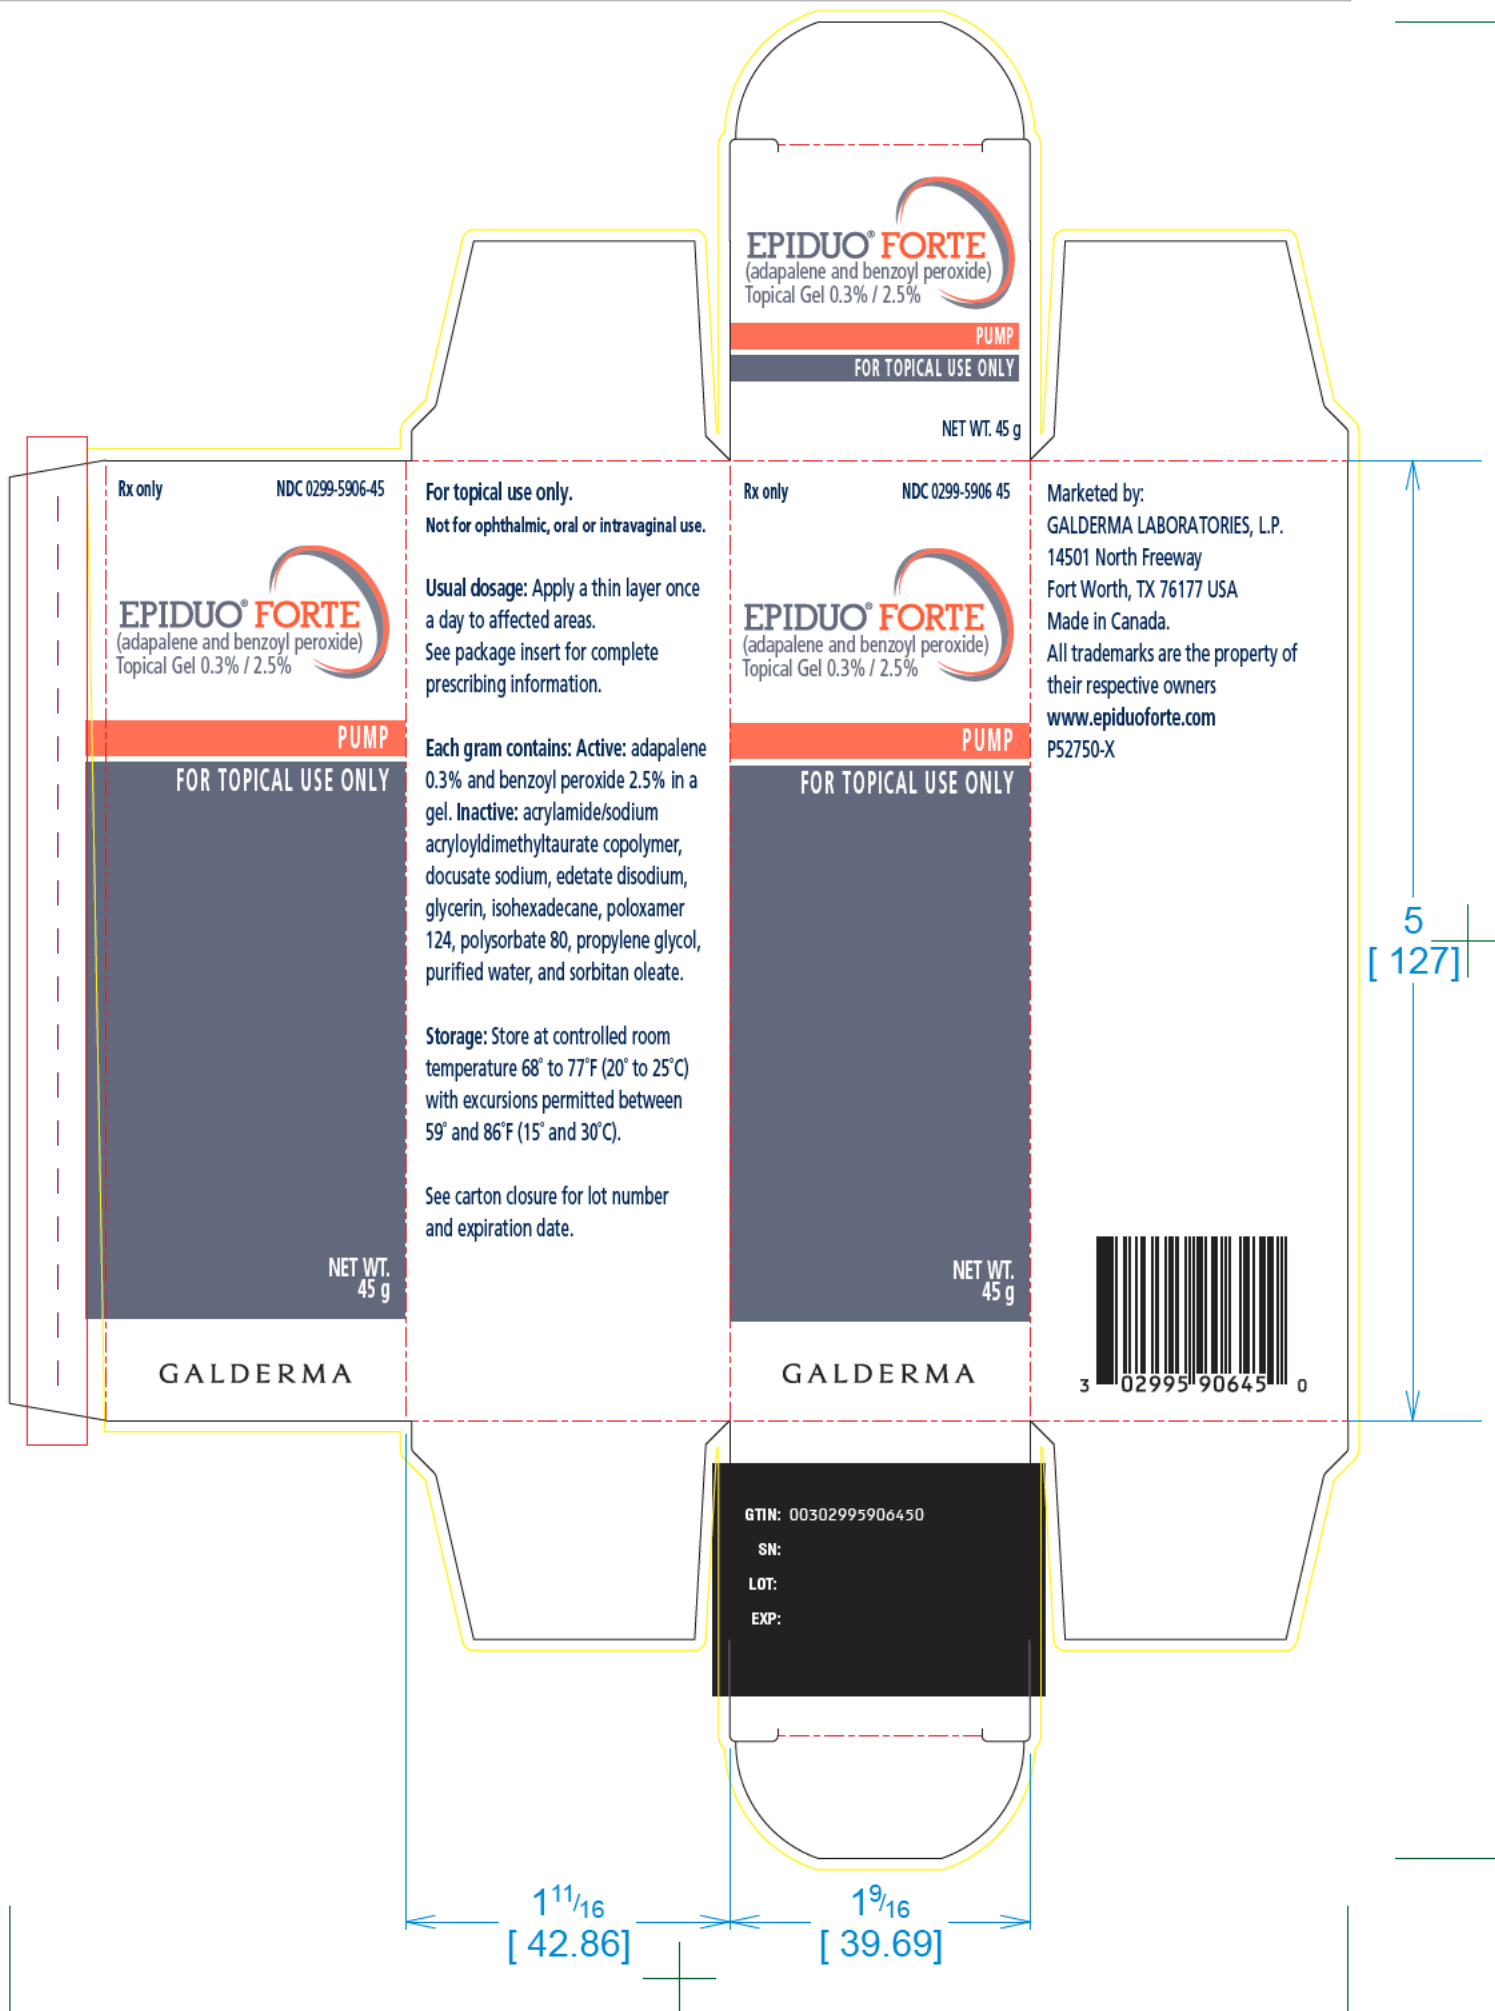 EPIDUO® FORTE
(adapalene and benzoyl peroxide)
Topical Gel 0.3% / 2.5%
PUMP
FOR TOPICAL USE ONLY
NET WT. 45 g
Rx only NDC 0299-5906-45
EPIDUO® FORTE
(adapalene and benzoyl peroxide)
Topical Gel 0.3% / 2.5%
PUMP
FOR TOPICAL USE ONLY
NET WT.
45 g
GALDERMA
For topical use only.
Not for ophthalmic, oral or intravaginal use.
Usual dosage: Apply a thin layer once
a day to affected areas.
See package insert for complete
prescribing information.
Each gram contains: Active: adapalene
0.3% and benzoyl peroxide 2.5% in a
gel. Inactive: acrylamide/sodium
acryloyldimethyltaurate copolymer,
docusate sodium, edetate disodium,
glycerin, isohexadecane, poloxamer
124, polysorbate 80, propylene glycol,
purified water, and sorbitan oleate.
Storage: Store at controlled room
temperature 68˚ to 77˚F (20˚ to 25˚C)
with excursions permitted between
59˚ and 86˚F (15˚ and 30˚C).
See carton closure for lot number
and expiration date.
Rx only NDC 0299-5906 45
EPIDUO® FORTE
(adapalene and benzoyl peroxide)
Topical Gel 0.3% / 2.5%
PUMP
FOR TOPICAL USE ONLY
NET WT.
45 g
GALDERMA
Marketed by:
GALDERMA LABORATORIES, L.P.
14501 North Freeway
Fort Worth, TX 76177 USA
Made in Canada.
All trademarks are the property of
their respective owners
www.epiduoforte.com
P52750-X
3 02995 90645 0
5
[ 127]
GTIN: 00302995906450
SN:
LOT:
EXP:
1 11/16
[ 42.86]
1 9/16
[ 39.69]